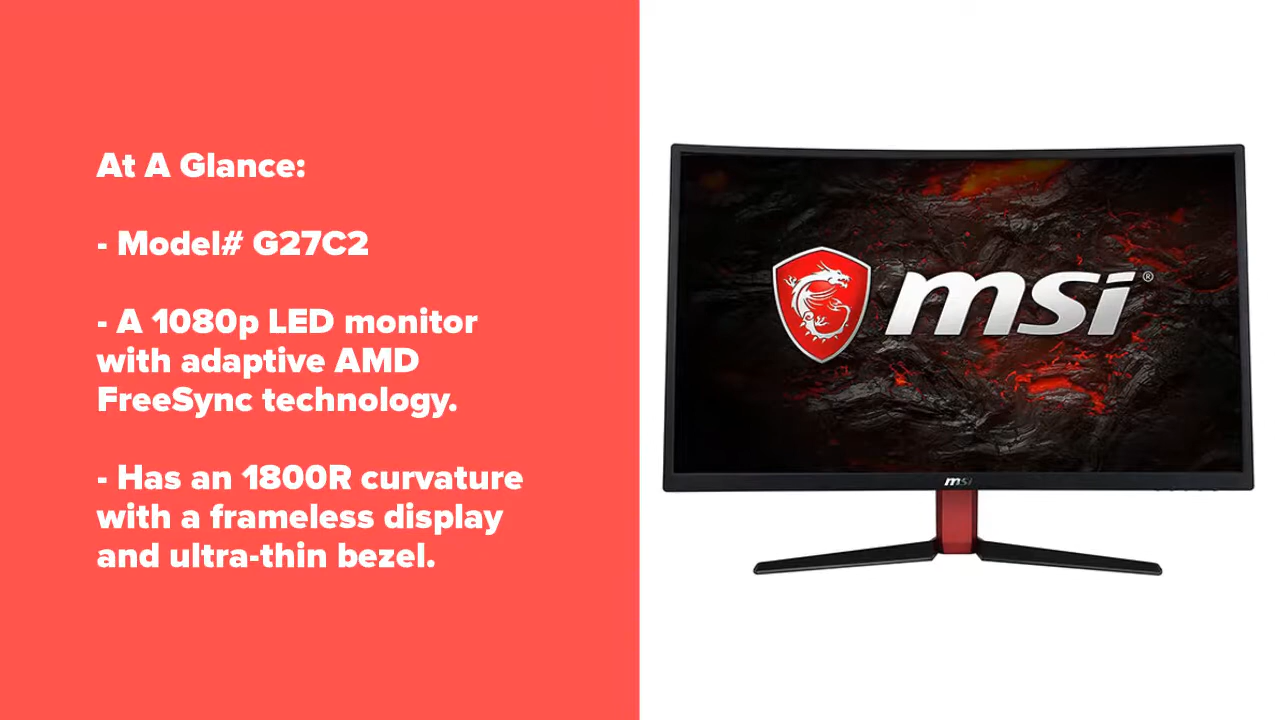 At A Glance:
- Model# G27C2
- A 1080p LED monitor
with adaptive AMD
FreeSync technology.
- Has an 1800R curvature
with a frameless display
and ultra-thin bezel.
msi®
msi